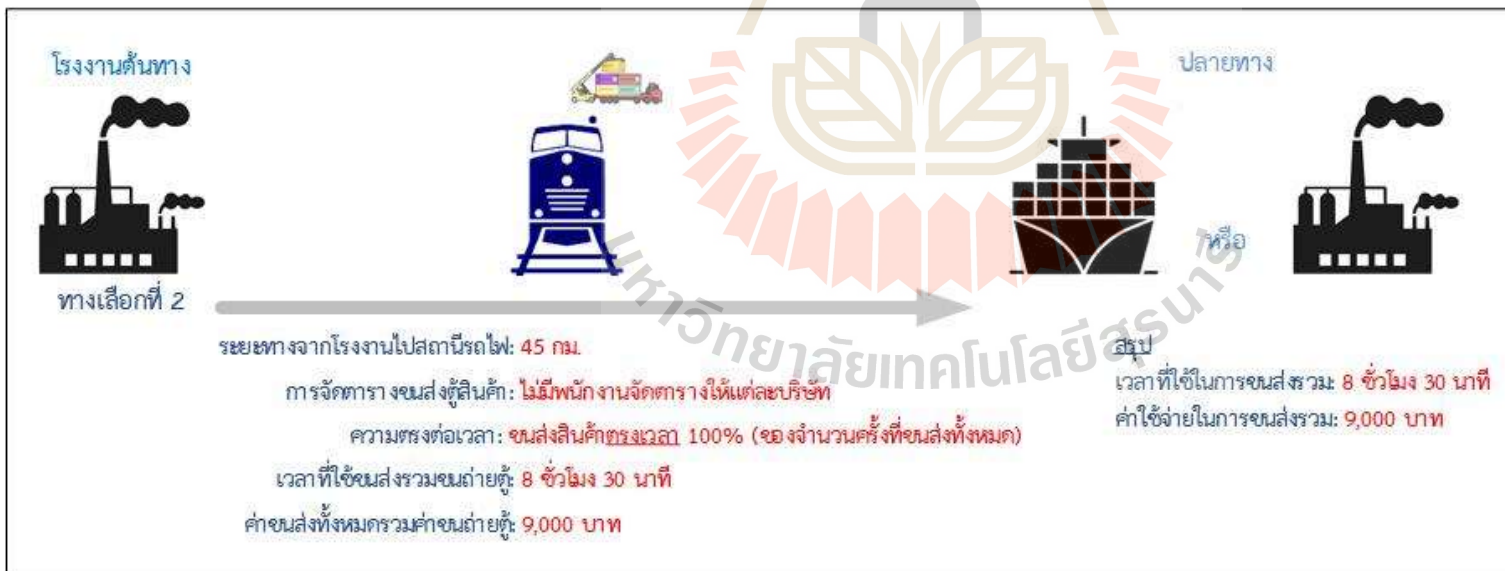 โรงงานต้นทาง
ปลายทาง
หรือ
ทางเลือกที่ 2
ระยะทางจากโรงงานไปสถานีรถไฟ: 45 กม.
การจัดตารางขนส่งตู้สินค้า: ไม่มีพนักงานจัดตารางให้แต่ละบริษัท
ความตรงต่อเวลา: ขนส่งสินค้าตรงเวลา 100% (ของจำนวนครั้งที่ขนส่งทั้งหมด)
เวลาที่ใช้ขนส่งรวมขนถ่ายตู้: 8 ชั่วโมง 30 นาที
ค่าขนส่งทั้งหมดรวมค่าขนถ่ายตู้: 9,000 บาท
สรุป
เวลาที่ใช้ในการขนส่งรวม: 8 ชั่วโมง 30 นาที
ค่าใช้จ่ายในการขนส่งรวม: 9,000 บาท
มหาวิทยาลัยเทคโนโลยีสุรนารี